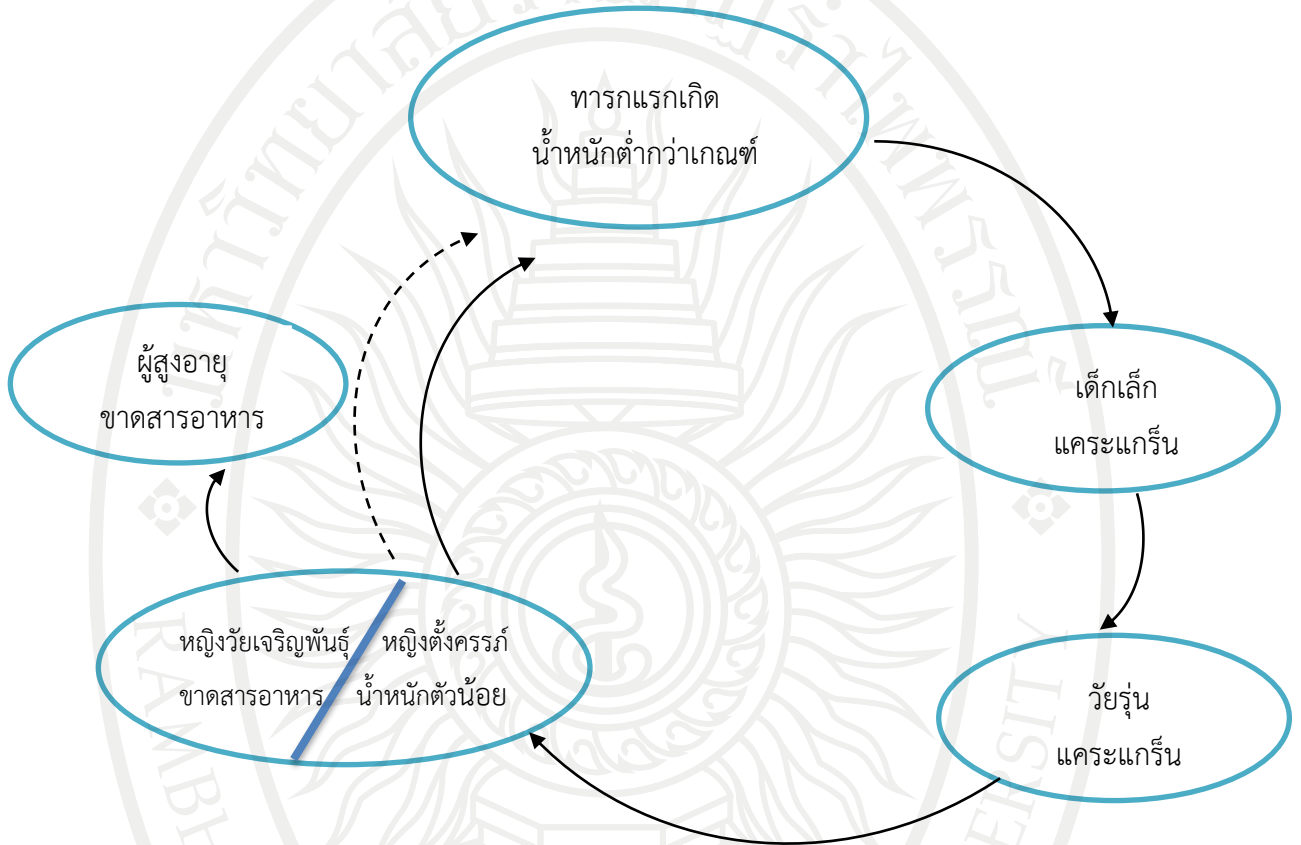 ทารกแรกเกิด
น้ำหนักต่ำกว่าเกณฑ์
ผู้สูงอายุ
ขาดสารอาหาร
เด็กเล็ก
แคระแกร็น
หญิงวัยเจริญพันธุ์ หญิงตั้งครรภ์
ขาดสารอาหาร น้ำหนักตัวน้อย
วัยรุ่น
แคระแกร็น